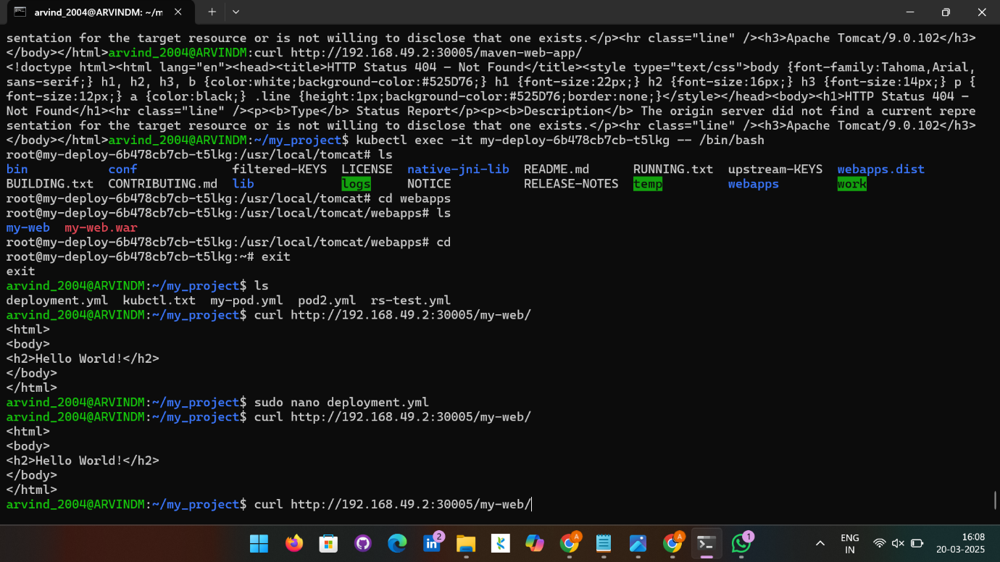 arvind_2004@ARVINDM: ~/m
sentation for the target resource or is not willing to disclose that one exists.</p><hr class="line" /><h3>Apache Tomcat/9.0.102</h3>
</body></html>arvind_2004@ARVINDM:curl http://192.168.49.2:30005/maven-web-app/
<!doctype html><html lang="en"><head><title>HTTP Status 404 – Not Found</title><style type="text/css">body {font-family:Tahoma,Arial,
sans-serif;} h1, h2, h3, b {color:white;background-color:#525D76;} h1 {font-size:22px;} h2 {font-size:16px;} h3 {font-size:14px;} p {
font-size:12px;} a {color:black;} .line {height:1px;background-color:#525D76;border:none;}</style></head><body><h1>HTTP Status 404 –
Not Found</h1><hr class="line" /><p><b>Type</b> Status Report</p><p><b>Description</b> The origin server did not find a current repre
sentation for the target resource or is not willing to disclose that one exists.</p><hr class="line" /><h3>Apache Tomcat/9.0.102</h3>
</body></html>arvind_2004@ARVINDM:~/my_project$ kubectl exec -it my-deploy-6b478cb7cb-t5lkg -- /bin/bash
root@my-deploy-6b478cb7cb-t5lkg:/usr/local/tomcat# ls
bin conf filtered-KEYS LICENSE native-jni-lib README.md RUNNING.txt upstream-KEYS webapps.dist
BUILDING.txt CONTRIBUTING.md lib logs NOTICE RELEASE-NOTES temp webapps work
root@my-deploy-6b478cb7cb-t5lkg:/usr/local/tomcat# cd webapps
root@my-deploy-6b478cb7cb-t5lkg:/usr/local/tomcat/webapps# ls
my-web my-web.war
root@my-deploy-6b478cb7cb-t5lkg:/usr/local/tomcat/webapps# cd
root@my-deploy-6b478cb7cb-t5lkg:~# exit
exit
arvind_2004@ARVINDM:~/my_project$ ls
deployment.yml kubctl.txt my-pod.yml pod2.yml rs-test.yml
arvind_2004@ARVINDM:~/my_project$ curl http://192.168.49.2:30005/my-web/
<html>
<body>
<h2>Hello World!</h2>
</body>
</html>
arvind_2004@ARVINDM:~/my_project$ sudo nano deployment.yml
arvind_2004@ARVINDM:~/my_project$ curl http://192.168.49.2:30005/my-web/
<html>
<body>
<h2>Hello World!</h2>
</body>
</html>
arvind_2004@ARVINDM:~/my_project$ curl http://192.168.49.2:30005/my-web/
in 2
A
A
1
ENG
IN
16:08
20-03-2025